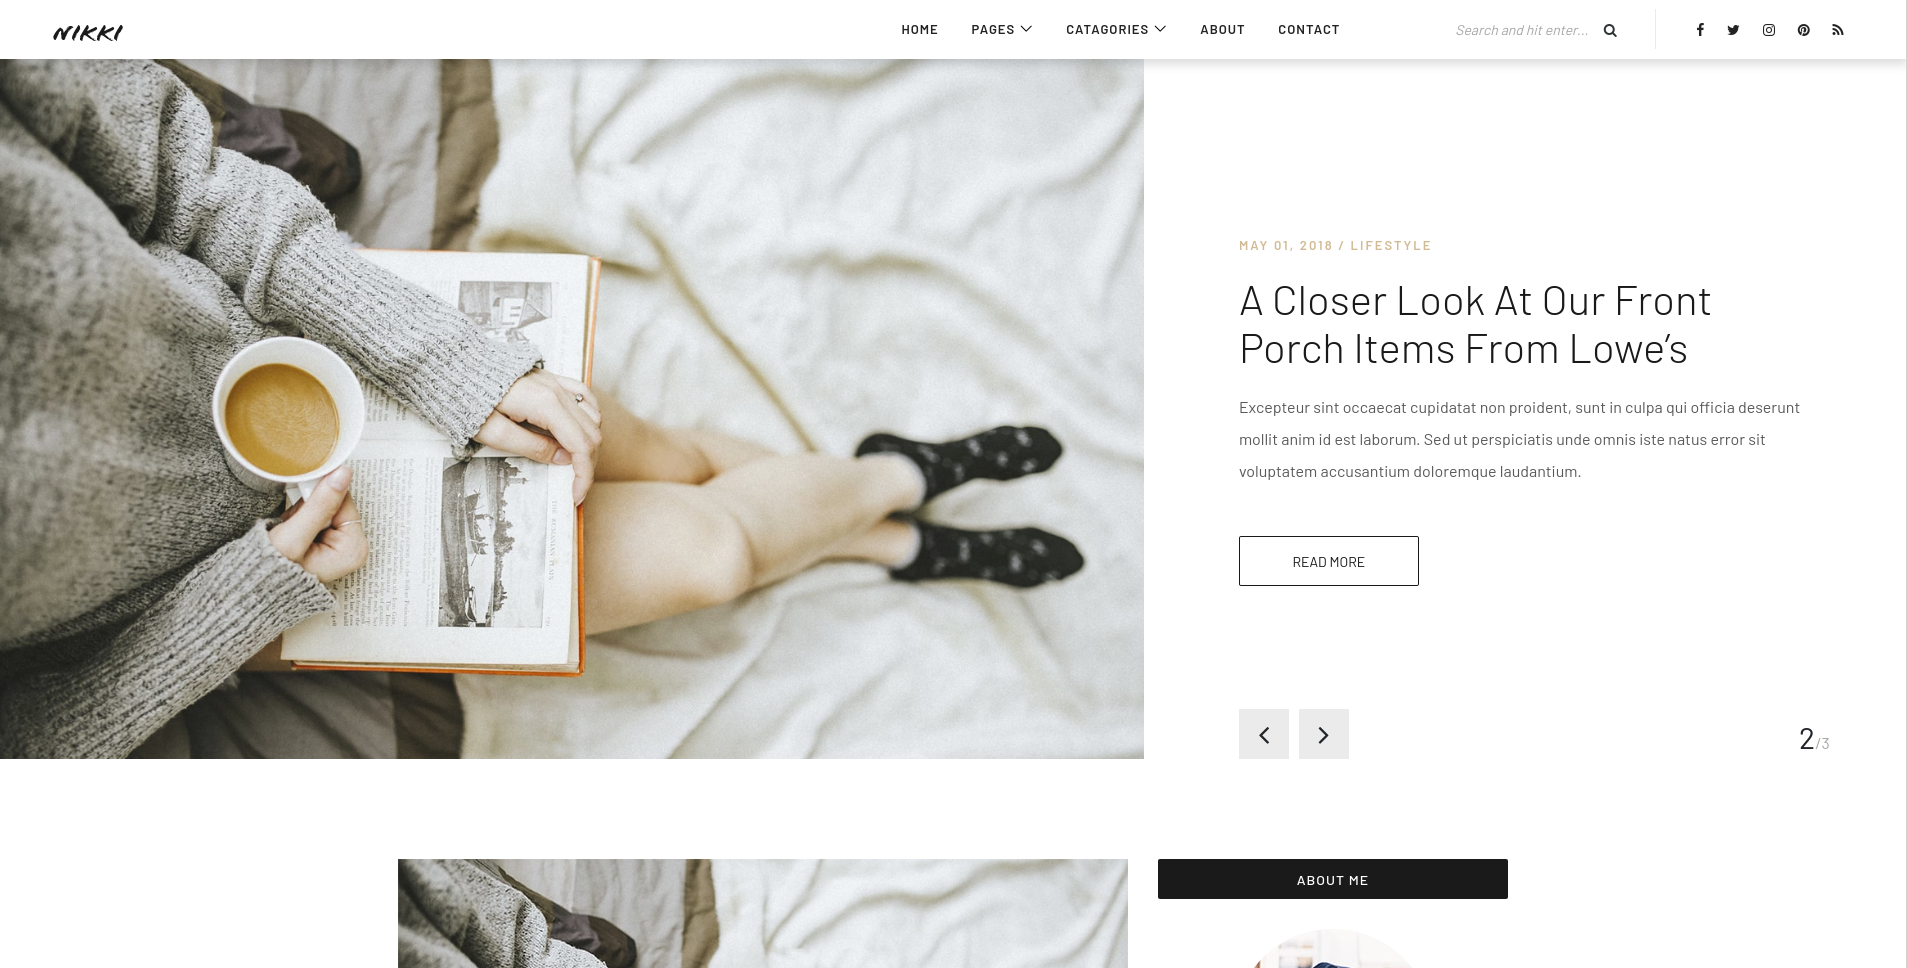 NIKKI
HOME
PAGES
CATAGORIES
ABOUT
CONTACT
Search and hit enter...
MAY 01, 2018 / LIFESTYLE
A Closer Look At Our Front
Porch Items From Lowe’s
Excepteur sint occaecat cupidatat non proident, sunt in culpa qui officia deserunt
mollit anim id est laborum. Sed ut perspiciatis unde omnis iste natus error sit
voluptatem accusantium doloremque laudantium.
READ MORE
2/3
ABOUT ME